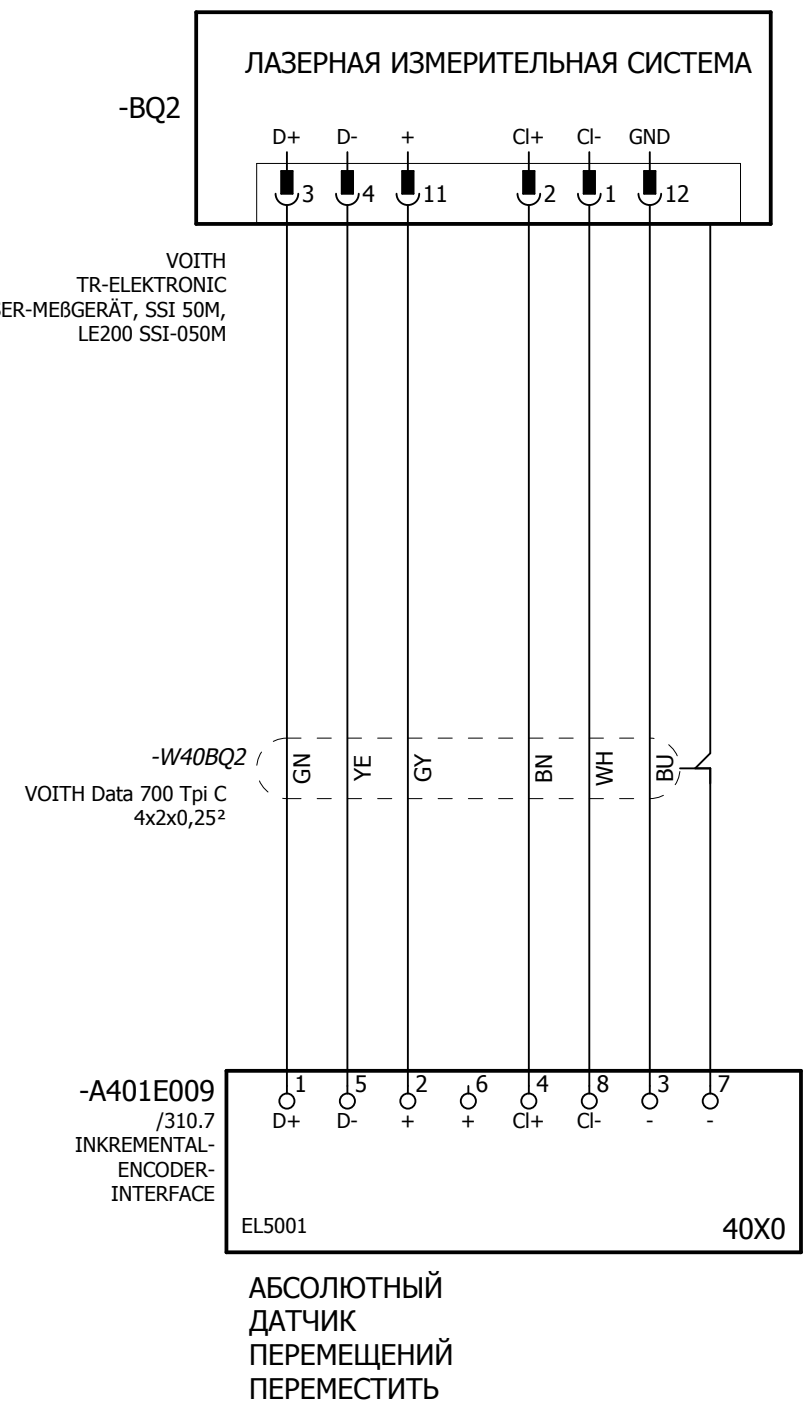 ЛАЗЕРНАЯ ИЗМЕРИТЕЛЬНАЯ СИСТЕМА
-BQ2
D+ D- + Cl+ Cl- GND
3 4 11 2 1 12
VOITH
TR-ELEKTRONIC
SER-MEßGERÄT, SSI 50M,
LE200 SSI-050M
-W40BQ2
GN YE GY BN WH BU
VOITH Data 700 Tpi C
4x2x0,25²
-A401E009
1 5 2 6 4 8 3 7
/310.7
D+ D- + + Cl+ Cl- - -
INKREMENTAL-
ENCODER-
INTERFACE
EL5001
40X0
АБСОЛЮТНЫЙ
ДАТЧИК
ПЕРЕМЕЩЕНИЙ
ПЕРЕМЕСТИТЬ